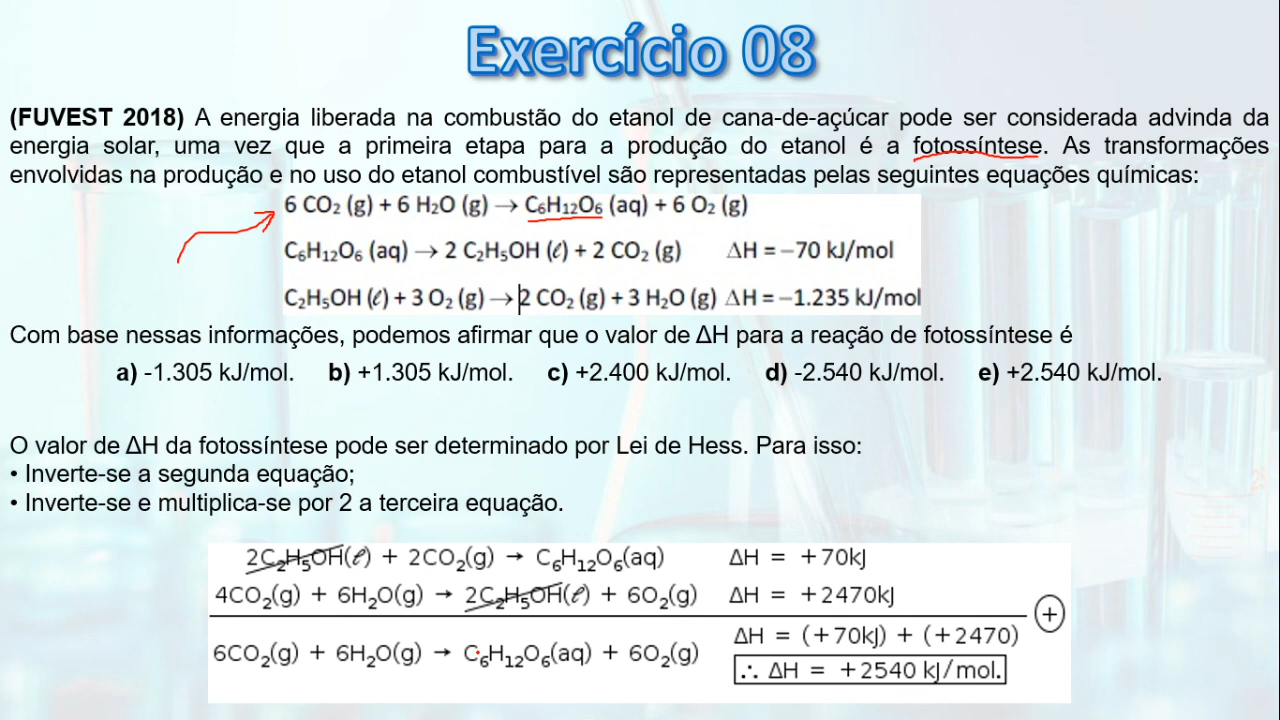 Exercício 08
(FUVEST 2018) A energia liberada na combustão do etanol de cana-de-açúcar pode ser considerada advinda da
energia solar, uma vez que a primeira etapa para a produção do etanol é a fotossíntese. As transformações
envolvidas na produção e no uso do etanol combustível são representadas pelas seguintes equações químicas:
6 CO₂ (g) + 6 H₂O (g) → C₆H₁₂O₆ (aq) + 6 O₂ (g)
C₆H₁₂O₆ (aq) → 2 C₂H₅OH (ℓ) + 2 CO₂ (g) ΔH = −70 kJ/mol
C₂H₅OH (ℓ) + 3 O₂ (g) → 2 CO₂ (g) + 3 H₂O (g) ΔH = −1.235 kJ/mol
Com base nessas informações, podemos afirmar que o valor de ΔH para a reação de fotossíntese é
a) -1.305 kJ/mol. b) +1.305 kJ/mol. c) +2.400 kJ/mol. d) -2.540 kJ/mol. e) +2.540 kJ/mol.
O valor de ΔH da fotossíntese pode ser determinado por Lei de Hess. Para isso:
• Inverte-se a segunda equação;
• Inverte-se e multiplica-se por 2 a terceira equação.
2C₂H₅OH(ℓ) + 2CO₂(g) → C₆H₁₂O₆(aq) ΔH = +70kJ
4CO₂(g) + 6H₂O(g) → 2C₂H₅OH(ℓ) + 6O₂(g) ΔH = +2470kJ
+
6CO₂(g) + 6H₂O(g) → C₆H₁₂O₆(aq) + 6O₂(g) ΔH = (+70kJ) + (+2470)
∴ ΔH = +2540 kJ/mol.